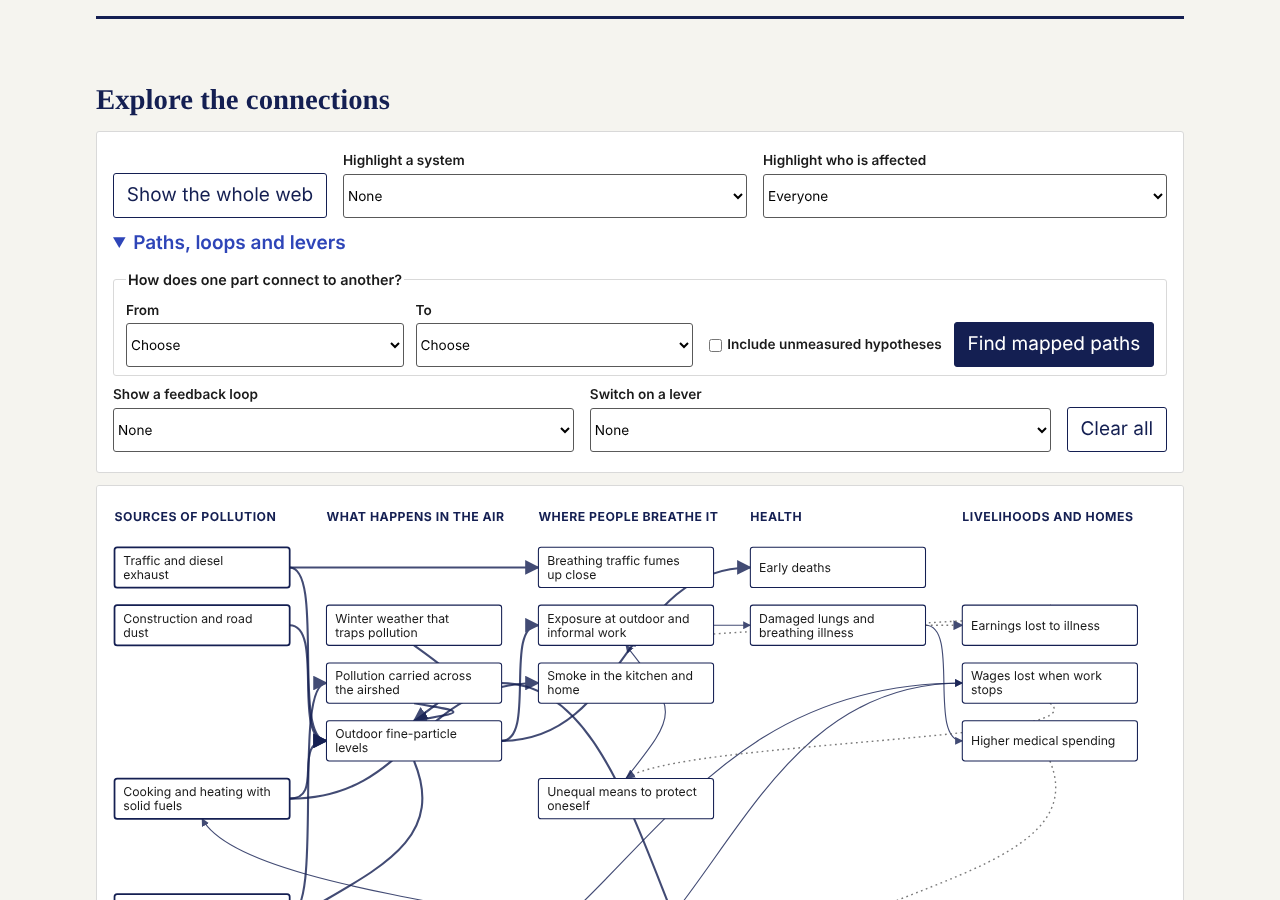 Explore the connections
Highlight a system
Highlight who is affected
Show the whole web
None
Everyone
Paths, loops and levers
How does one part connect to another?
From
To
Choose
Choose
Include unmeasured hypotheses
Find mapped paths
Show a feedback loop
Switch on a lever
None
None
Clear all
SOURCES OF POLLUTION
WHAT HAPPENS IN THE AIR
WHERE PEOPLE BREATHE IT
HEALTH
LIVELIHOODS AND HOMES
Traffic and diesel
exhaust
Breathing traffic fumes
up close
Early deaths
Construction and road
dust
Winter weather that
traps pollution
Exposure at outdoor and
informal work
Damaged lungs and
breathing illness
Earnings lost to illness
Pollution carried across
the airshed
Smoke in the kitchen and
home
Wages lost when work
stops
Outdoor fine-particle
levels
Higher medical spending
Cooking and heating with
solid fuels
Unequal means to protect
oneself